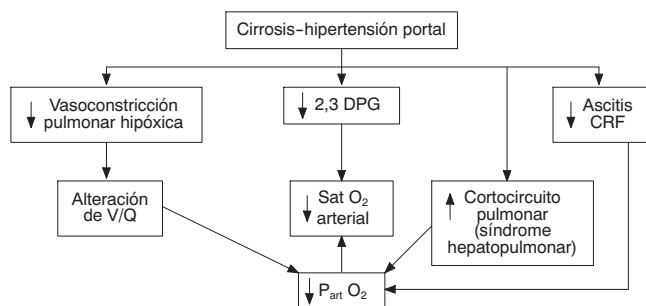 Cirrosis-hipertensión portal
Vasoconstricción
pulmonar hipóxica
2,3 DPG
Ascitis
CRF
Alteración
de V/Q
Sat O₂
arterial
Cortocircuito
pulmonar
(síndrome
hepatopulmonar)
Part O₂